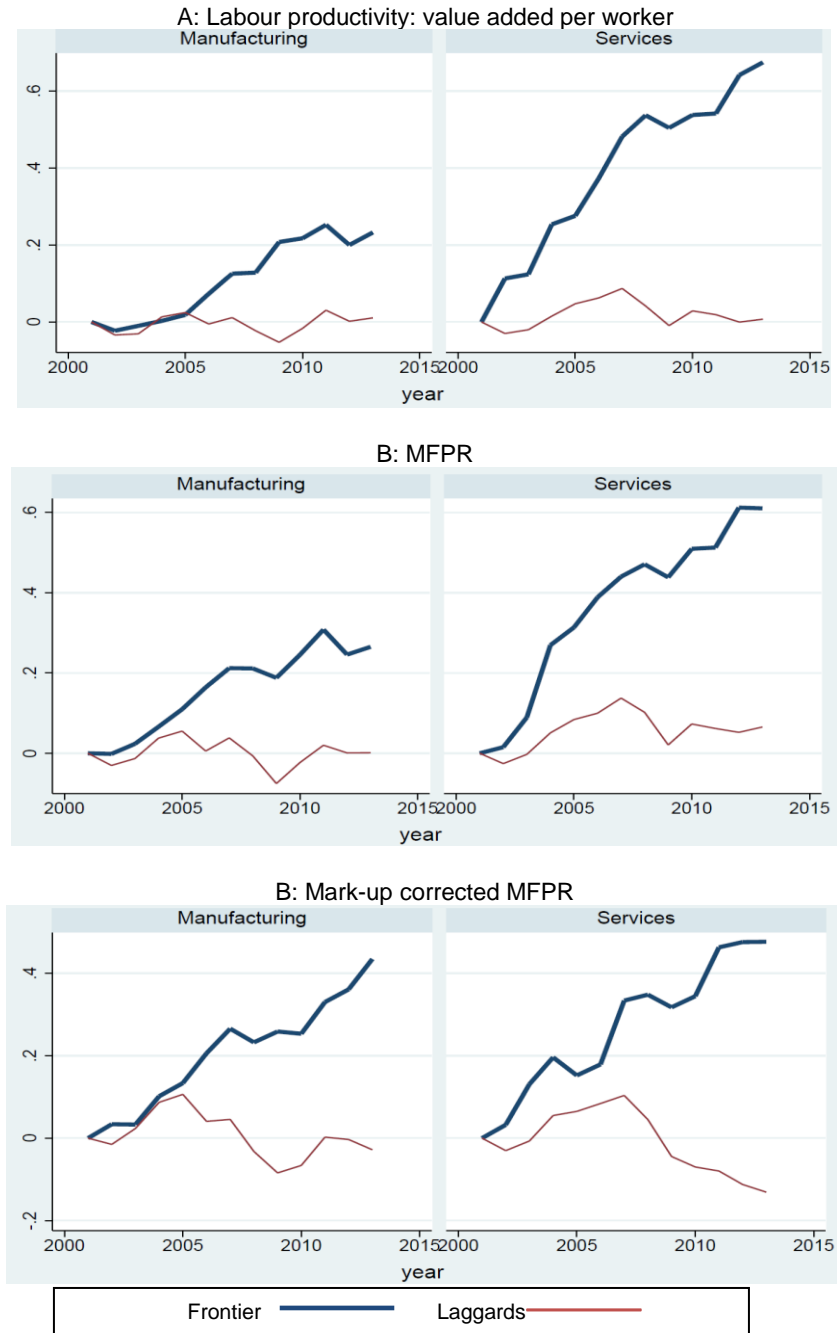 A: Labour productivity: value added per worker
Manufacturing Services
.6
.4
.2
0
2000 2005 2010 2015 2000 2005 2010 2015
year
B: MFPR
Manufacturing Services
.6
.4
.2
0
2000 2005 2010 2015 2000 2005 2010 2015
year
B: Mark-up corrected MFPR
Manufacturing Services
.4
.2
0
-.2
2000 2005 2010 2015 2000 2005 2010 2015
year
Frontier Laggards